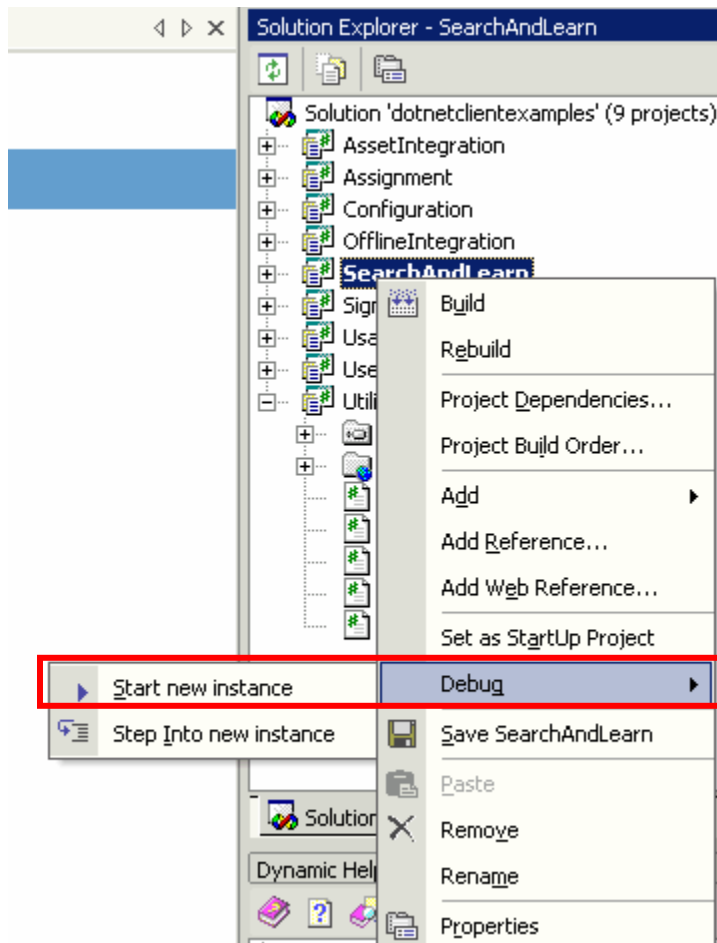 Solution Explorer - SearchAndLearn
Solution 'dotnetclientexamples' (9 projects)
AssetIntegration
Assignment
Configuration
OfflineIntegration
SearchAndLearn
Build
Rebuild
Project Dependencies...
Project Build Order...
Add
Add Reference...
Add Web Reference...
Set as StartUp Project
Debug
Start new instance
Step Into new instance
Save SearchAndLearn
Paste
Remove
Rename
Properties
Dynamic